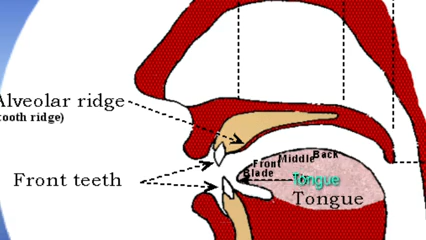 Alveolar ridge
(tooth ridge)
Front teeth
Back
Middle
Front
Blade
Tongue
Tongue